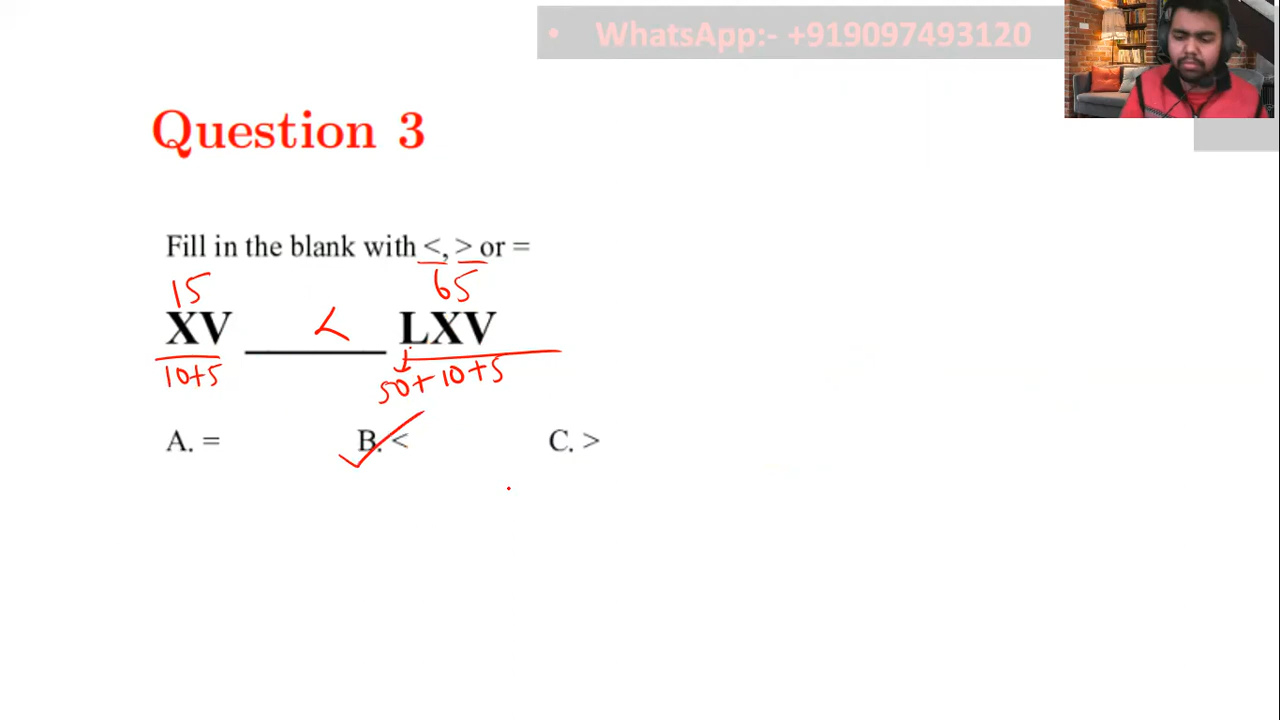 • WhatsApp:- +919097493120
Question 3
Fill in the blank with <, > or =
15 65
XV ______ < LXV
10+5 50+10+5
A. = B. < C. >